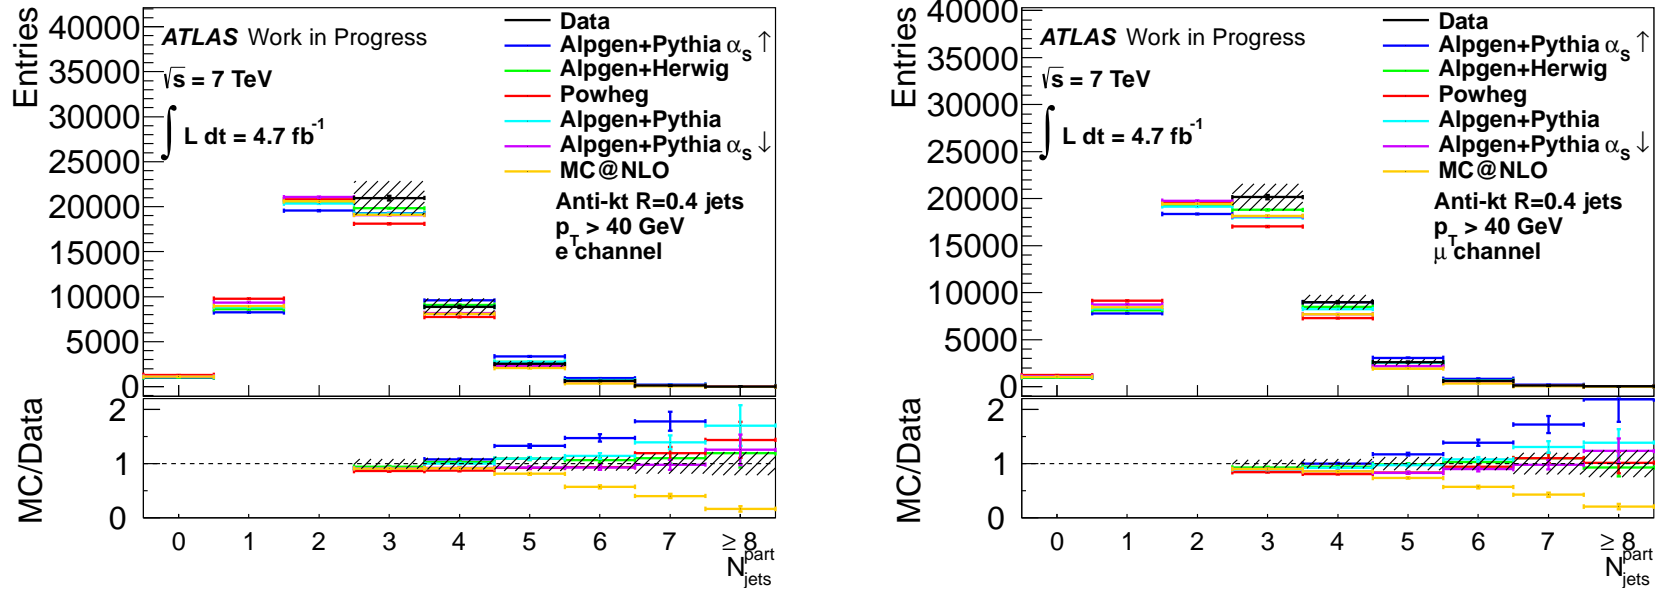 Entries
40000
35000
30000
25000
20000
15000
10000
5000
0
ATLAS Work in Progress
√s = 7 TeV
∫ L dt = 4.7 fb⁻¹
Data
Alpgen+Pythia αS ↑
Alpgen+Herwig
Powheg
Alpgen+Pythia
Alpgen+Pythia αS ↓
MC@NLO
Anti-kt R=0.4 jets
pT > 40 GeV
e channel
MC/Data
2
1
0
0 1 2 3 4 5 6 7 ≥ 8
N jets part
Entries
40000
35000
30000
25000
20000
15000
10000
5000
0
ATLAS Work in Progress
√s = 7 TeV
∫ L dt = 4.7 fb⁻¹
Data
Alpgen+Pythia αS ↑
Alpgen+Herwig
Powheg
Alpgen+Pythia
Alpgen+Pythia αS ↓
MC@NLO
Anti-kt R=0.4 jets
pT > 40 GeV
μ channel
MC/Data
2
1
0
0 1 2 3 4 5 6 7 ≥ 8
N jets part